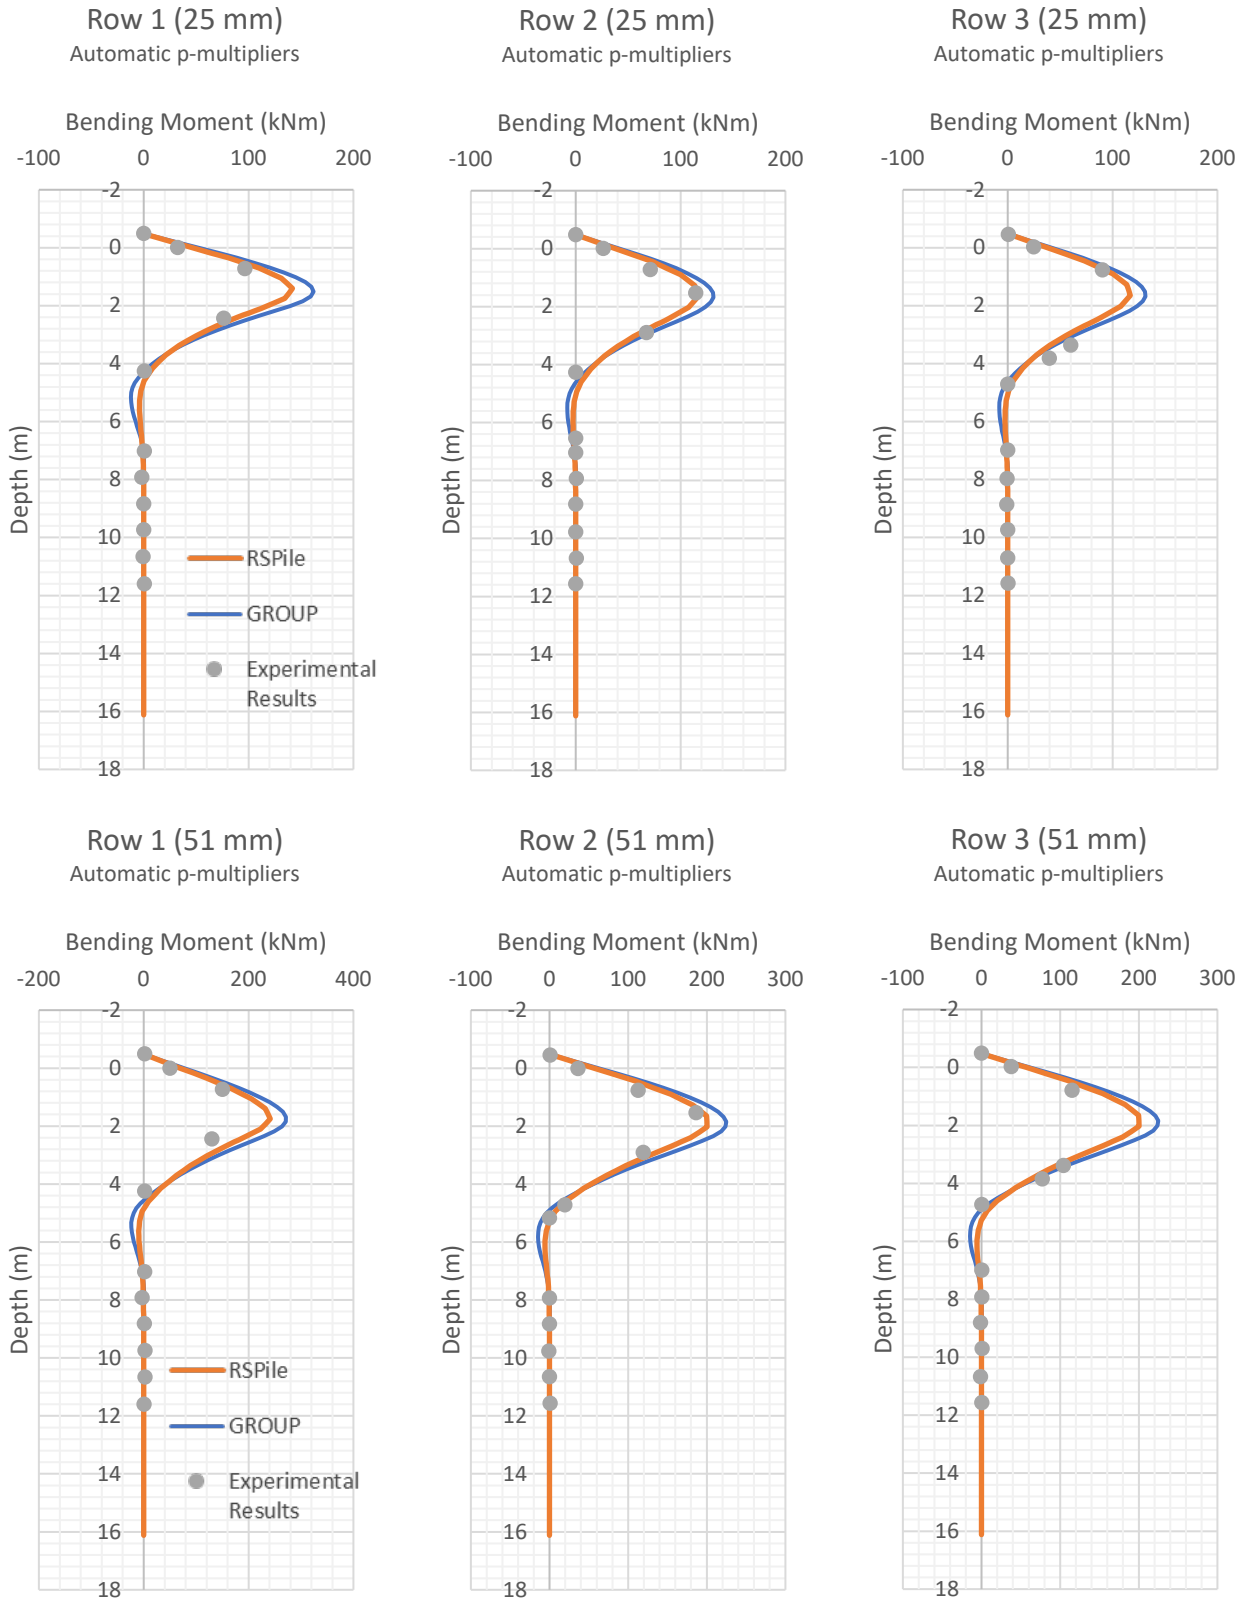 Row 1 (25 mm)
Automatic p-multipliers
Bending Moment (kNm)
-100 0 100 200
-2
0
2
4
6
8
10
12
14
16
18
Depth (m)
RSPile
GROUP
Experimental
Results
Row 2 (25 mm)
Automatic p-multipliers
Bending Moment (kNm)
-100 0 100 200
-2
0
2
4
6
8
10
12
14
16
18
Depth (m)
Row 3 (25 mm)
Automatic p-multipliers
Bending Moment (kNm)
-100 0 100 200
-2
0
2
4
6
8
10
12
14
16
18
Depth (m)
Row 1 (51 mm)
Automatic p-multipliers
Bending Moment (kNm)
-200 0 200 400
-2
0
2
4
6
8
10
12
14
16
18
Depth (m)
RSPile
GROUP
Experimental
Results
Row 2 (51 mm)
Automatic p-multipliers
Bending Moment (kNm)
-100 0 100 200 300
-2
0
2
4
6
8
10
12
14
16
18
Depth (m)
Row 3 (51 mm)
Automatic p-multipliers
Bending Moment (kNm)
-100 0 100 200 300
-2
0
2
4
6
8
10
12
14
16
18
Depth (m)